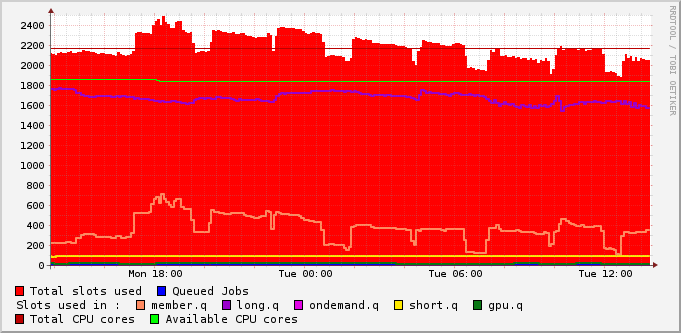 2400
2200
2000
1800
1600
1400
1200
1000
800
600
400
200
0
Mon 18:00 Tue 00:00 Tue 06:00 Tue 12:00
Total slots used Queued Jobs
Slots used in : member.q long.q ondemand.q short.q gpu.q
Total CPU cores Available CPU cores
RRDTOOL / TOBI OETIKER